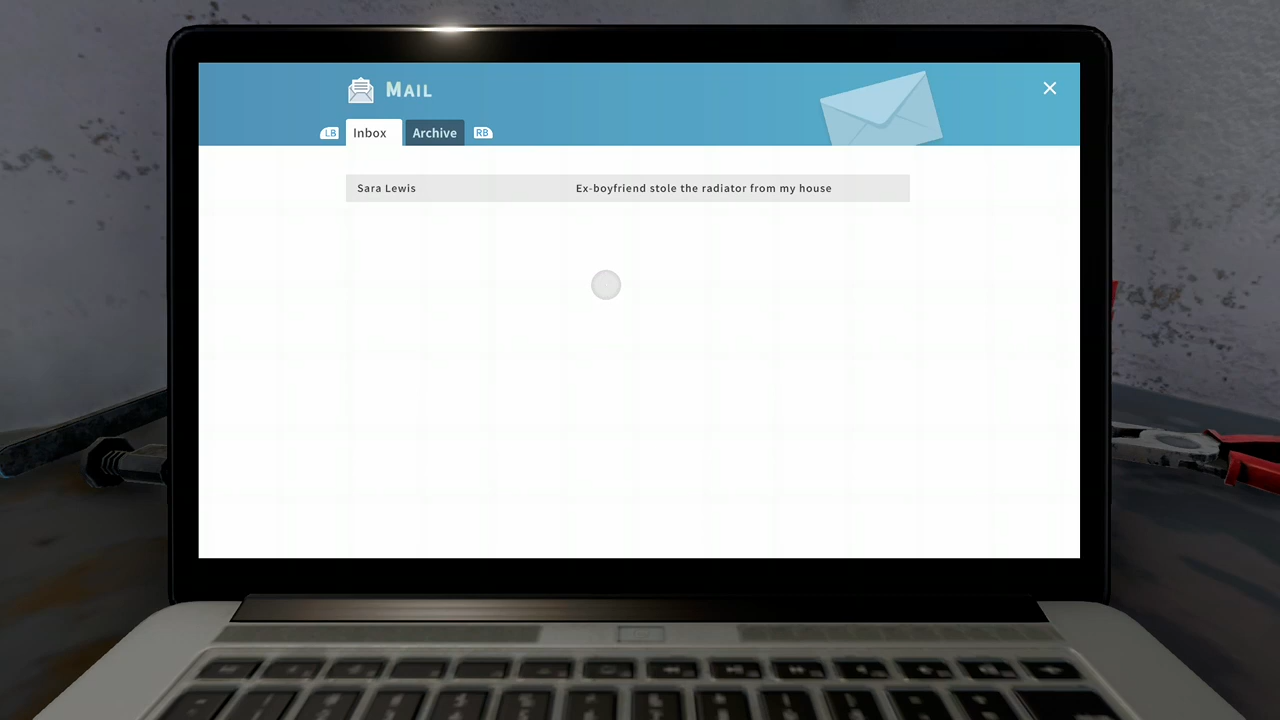 MAIL
LB Inbox Archive RB
Sara Lewis Ex-boyfriend stole the radiator from my house